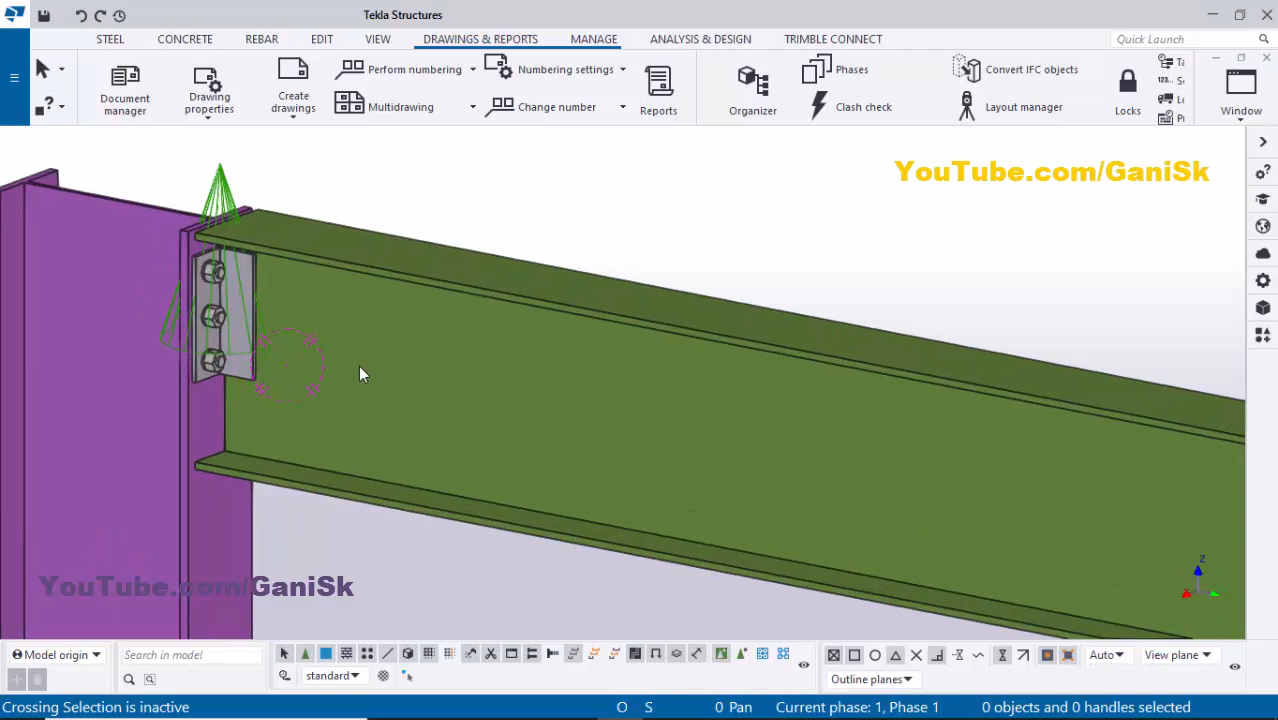 Tekla Structures
STEEL CONCRETE REBAR EDIT VIEW DRAWINGS & REPORTS MANAGE ANALYSIS & DESIGN TRIMBLE CONNECT Quick Launch
Document manager
Drawing properties
Create drawings
Perform numbering
Multidrawing
Numbering settings
Change number
Reports
Organizer
Phases
Clash check
Convert IFC objects
Layout manager
Locks
Window
YouTube.com/GaniSk
YouTube.com/GaniSk
X
Z
Model origin Search in model
standard
Auto View plane
Outline planes
Crossing Selection is inactive O S 0 Pan Current phase: 1, Phase 1 0 objects and 0 handles selected